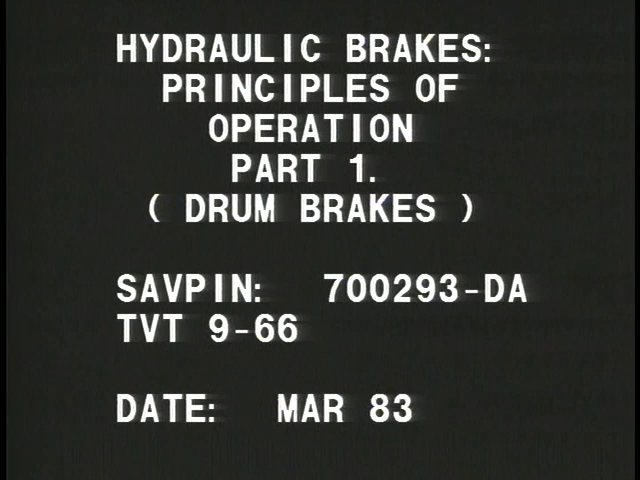 HYDRAULIC BRAKES:
PRINCIPLES OF
OPERATION
PART 1.
( DRUM BRAKES )
SAVPIN: 700293-DA
TVT 9-66
DATE: MAR 83